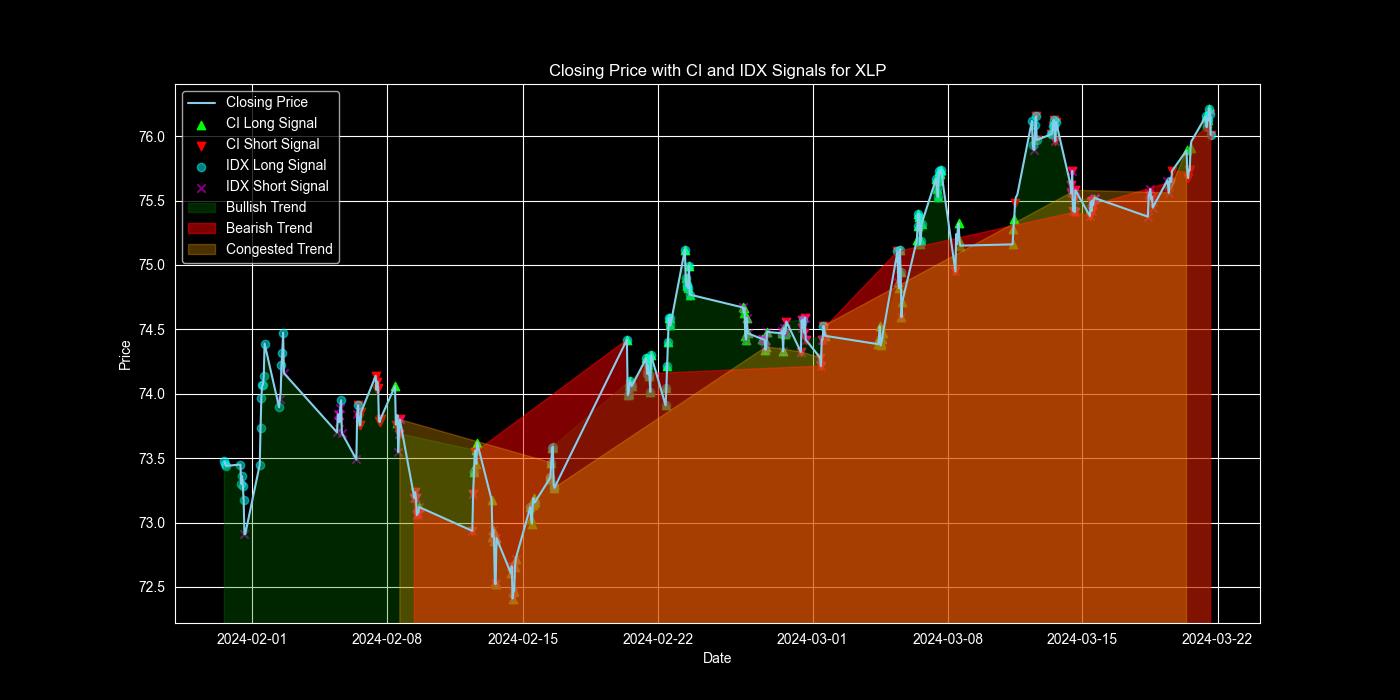 Closing Price with CI and IDX Signals for XLP
Closing Price
CI Long Signal
CI Short Signal
IDX Long Signal
IDX Short Signal
Bullish Trend
Bearish Trend
Congested Trend
Price
76.0
75.5
75.0
74.5
74.0
73.5
73.0
72.5
2024-02-01 2024-02-08 2024-02-15 2024-02-22 2024-03-01 2024-03-08 2024-03-15 2024-03-22
Date